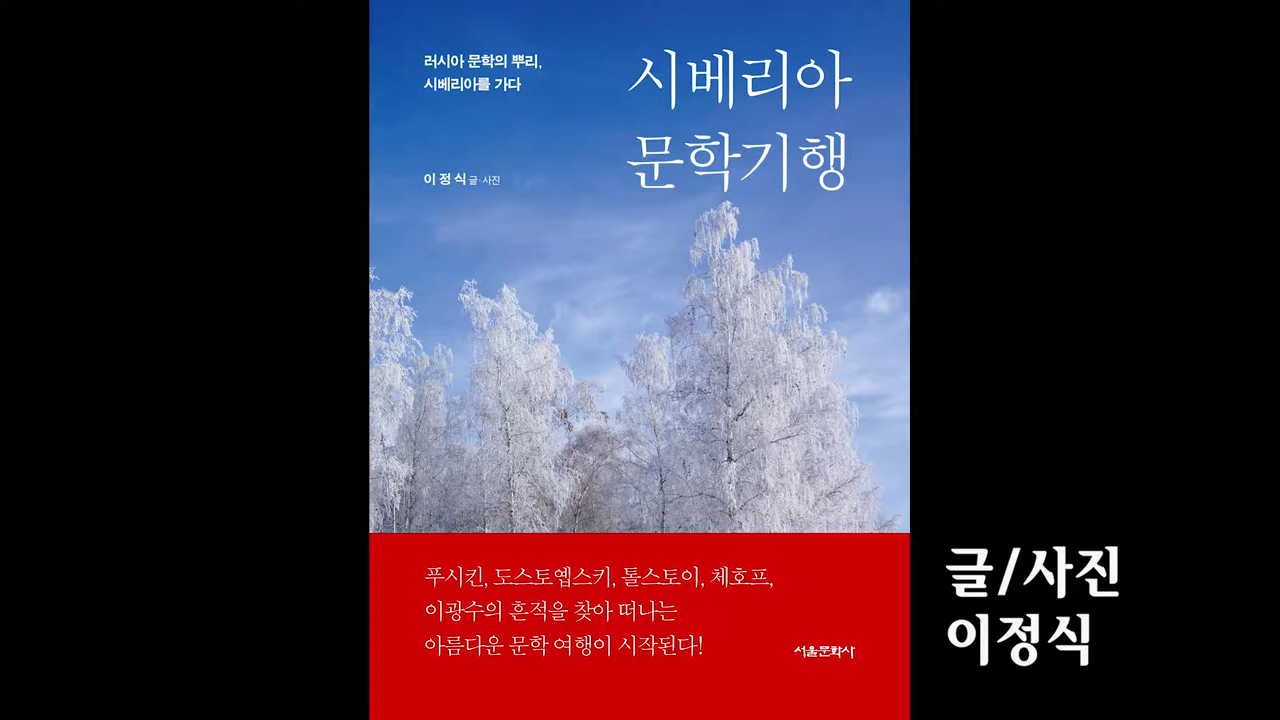 러시아 문학의 뿌리,
시베리아를 가다
시베리아
문학기행
이정식 글·사진
푸시킨, 도스토옙스키, 톨스토이, 체호프,
이광수의 흔적을 찾아 떠나는
아름다운 문학 여행이 시작된다!
서울문화사
글/사진
이정식